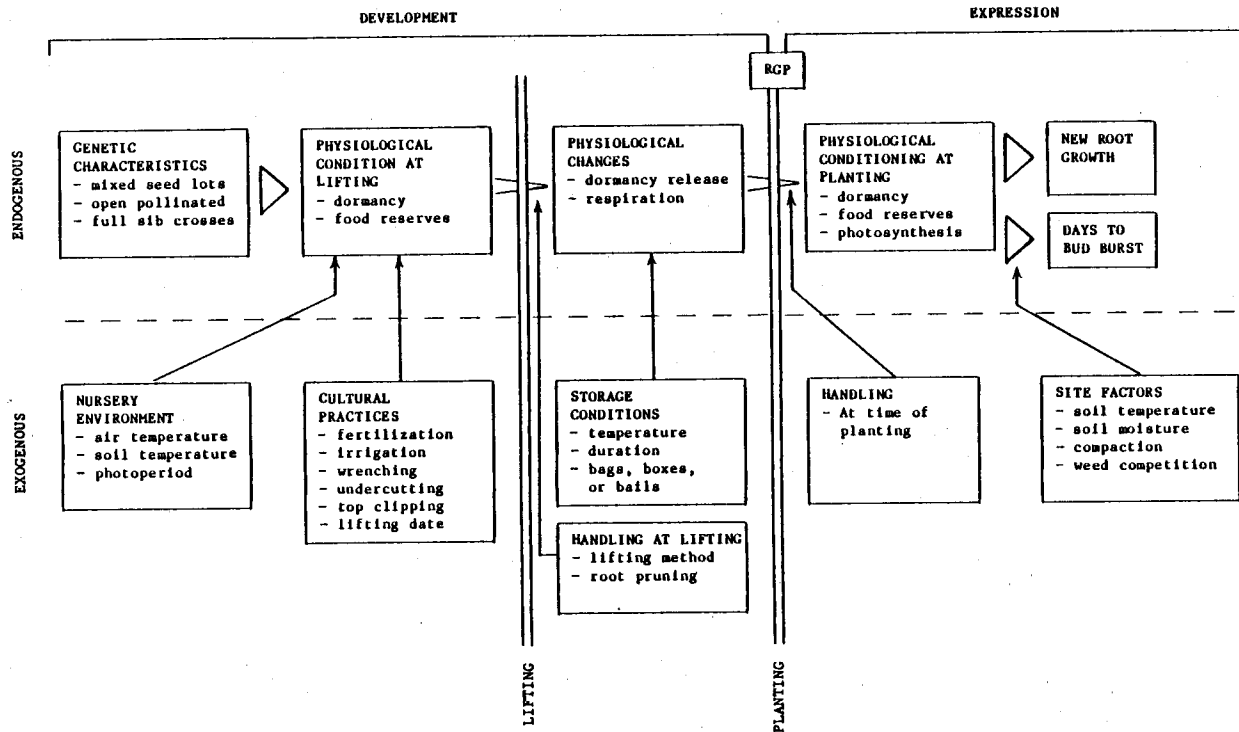 DEVELOPMENT
EXPRESSION
RGP
ENDOGENOUS
GENETIC
CHARACTERISTICS
- mixed seed lots
- open pollinated
- full sib crosses
PHYSIOLOGICAL
CONDITION AT
LIFTING
- dormancy
- food reserves
PHYSIOLOGICAL
CHANGES
- dormancy release
- respiration
PHYSIOLOGICAL
CONDITIONING AT
PLANTING
- dormancy
- food reserves
- photosynthesis
NEW ROOT
GROWTH
DAYS TO
BUD BURST
EXOGENOUS
NURSERY
ENVIRONMENT
- air temperature
- soil temperature
- photoperiod
CULTURAL
PRACTICES
- fertilization
- irrigation
- wrenching
- undercutting
- top clipping
- lifting date
STORAGE
CONDITIONS
- temperature
- duration
- bags, boxes,
or bails
HANDLING AT LIFTING
- lifting method
- root pruning
HANDLING
- At time of
planting
SITE FACTORS
- soil temperature
- soil moisture
- compaction
- weed competition
LIFTING
PLANTING